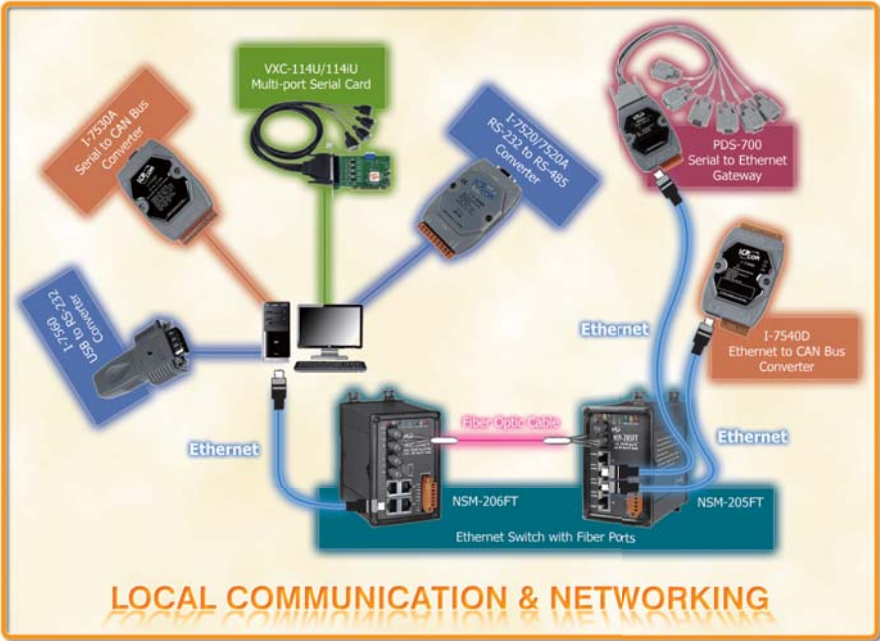 VXC-114U/114iU
Multi-port Serial Card
I-7530A
Serial to CAN Bus
Converter
I-7520/7520A
RS-232 to RS-485
Converter
PDS-700
Serial to Ethernet
Gateway
I-7560
USB to RS-232
Converter
I-7540D
Ethernet to CAN Bus
Converter
Ethernet
Ethernet
Fiber Optic Cable
Ethernet
NSM-205FT
NSM-206FT
NSM-205FT
Ethernet Switch with Fiber Ports
LOCAL COMMUNICATION & NETWORKING